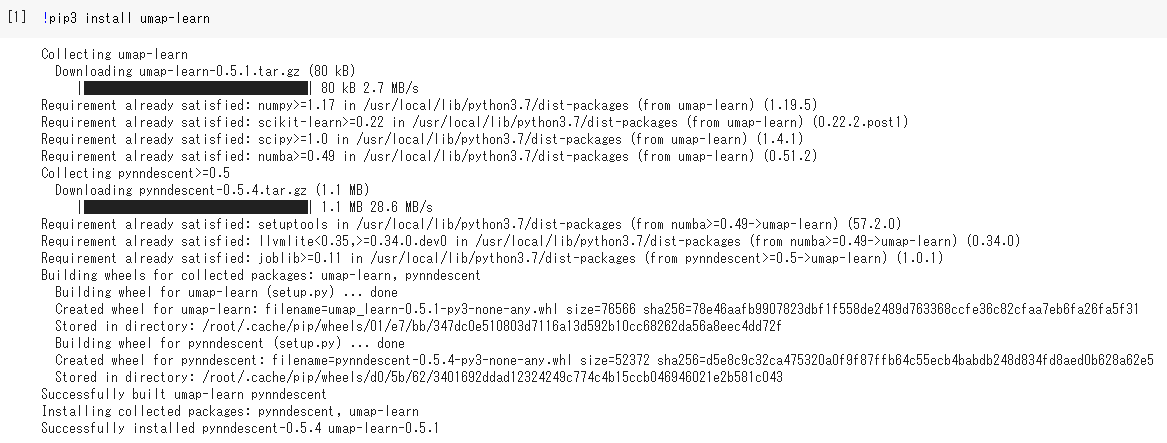 [1] !pip3 install umap-learn
Collecting umap-learn
Downloading umap-learn-0.5.1.tar.gz (80 kB)
|████████████████████████████████| 80 kB 2.7 MB/s
Requirement already satisfied: numpy>=1.17 in /usr/local/lib/python3.7/dist-packages (from umap-learn) (1.19.5)
Requirement already satisfied: scikit-learn>=0.22 in /usr/local/lib/python3.7/dist-packages (from umap-learn) (0.22.2.post1)
Requirement already satisfied: scipy>=1.0 in /usr/local/lib/python3.7/dist-packages (from umap-learn) (1.4.1)
Requirement already satisfied: numba>=0.49 in /usr/local/lib/python3.7/dist-packages (from umap-learn) (0.51.2)
Collecting pynndescent>=0.5
Downloading pynndescent-0.5.4.tar.gz (1.1 MB)
|████████████████████████████████| 1.1 MB 28.6 MB/s
Requirement already satisfied: setuptools in /usr/local/lib/python3.7/dist-packages (from numba>=0.49->umap-learn) (57.2.0)
Requirement already satisfied: llvmlite<0.35,>=0.34.0.dev0 in /usr/local/lib/python3.7/dist-packages (from numba>=0.49->umap-learn) (0.34.0)
Requirement already satisfied: joblib>=0.11 in /usr/local/lib/python3.7/dist-packages (from pynndescent>=0.5->umap-learn) (1.0.1)
Building wheels for collected packages: umap-learn, pynndescent
Building wheel for umap-learn (setup.py) ... done
Created wheel for umap-learn: filename=umap_learn-0.5.1-py3-none-any.whl size=76566 sha256=78e46aafb9907823dbf1f558de2489d763368ccfe36c82cfaa7eb6fa26fa5f31
Stored in directory: /root/.cache/pip/wheels/01/e7/bb/347dc0e510803d7116a13d592b10cc68262da56a8eec4dd72f
Building wheel for pynndescent (setup.py) ... done
Created wheel for pynndescent: filename=pynndescent-0.5.4-py3-none-any.whl size=52372 sha256=d5e8c9c32ca475320a0f9f87ffb64c55ecb4babdb248d834fd8aed0b628a62e5
Stored in directory: /root/.cache/pip/wheels/d0/5b/62/3401692ddad12324249c774c4b15ccb046946021e2b581c043
Successfully built umap-learn pynndescent
Installing collected packages: pynndescent, umap-learn
Successfully installed pynndescent-0.5.4 umap-learn-0.5.1